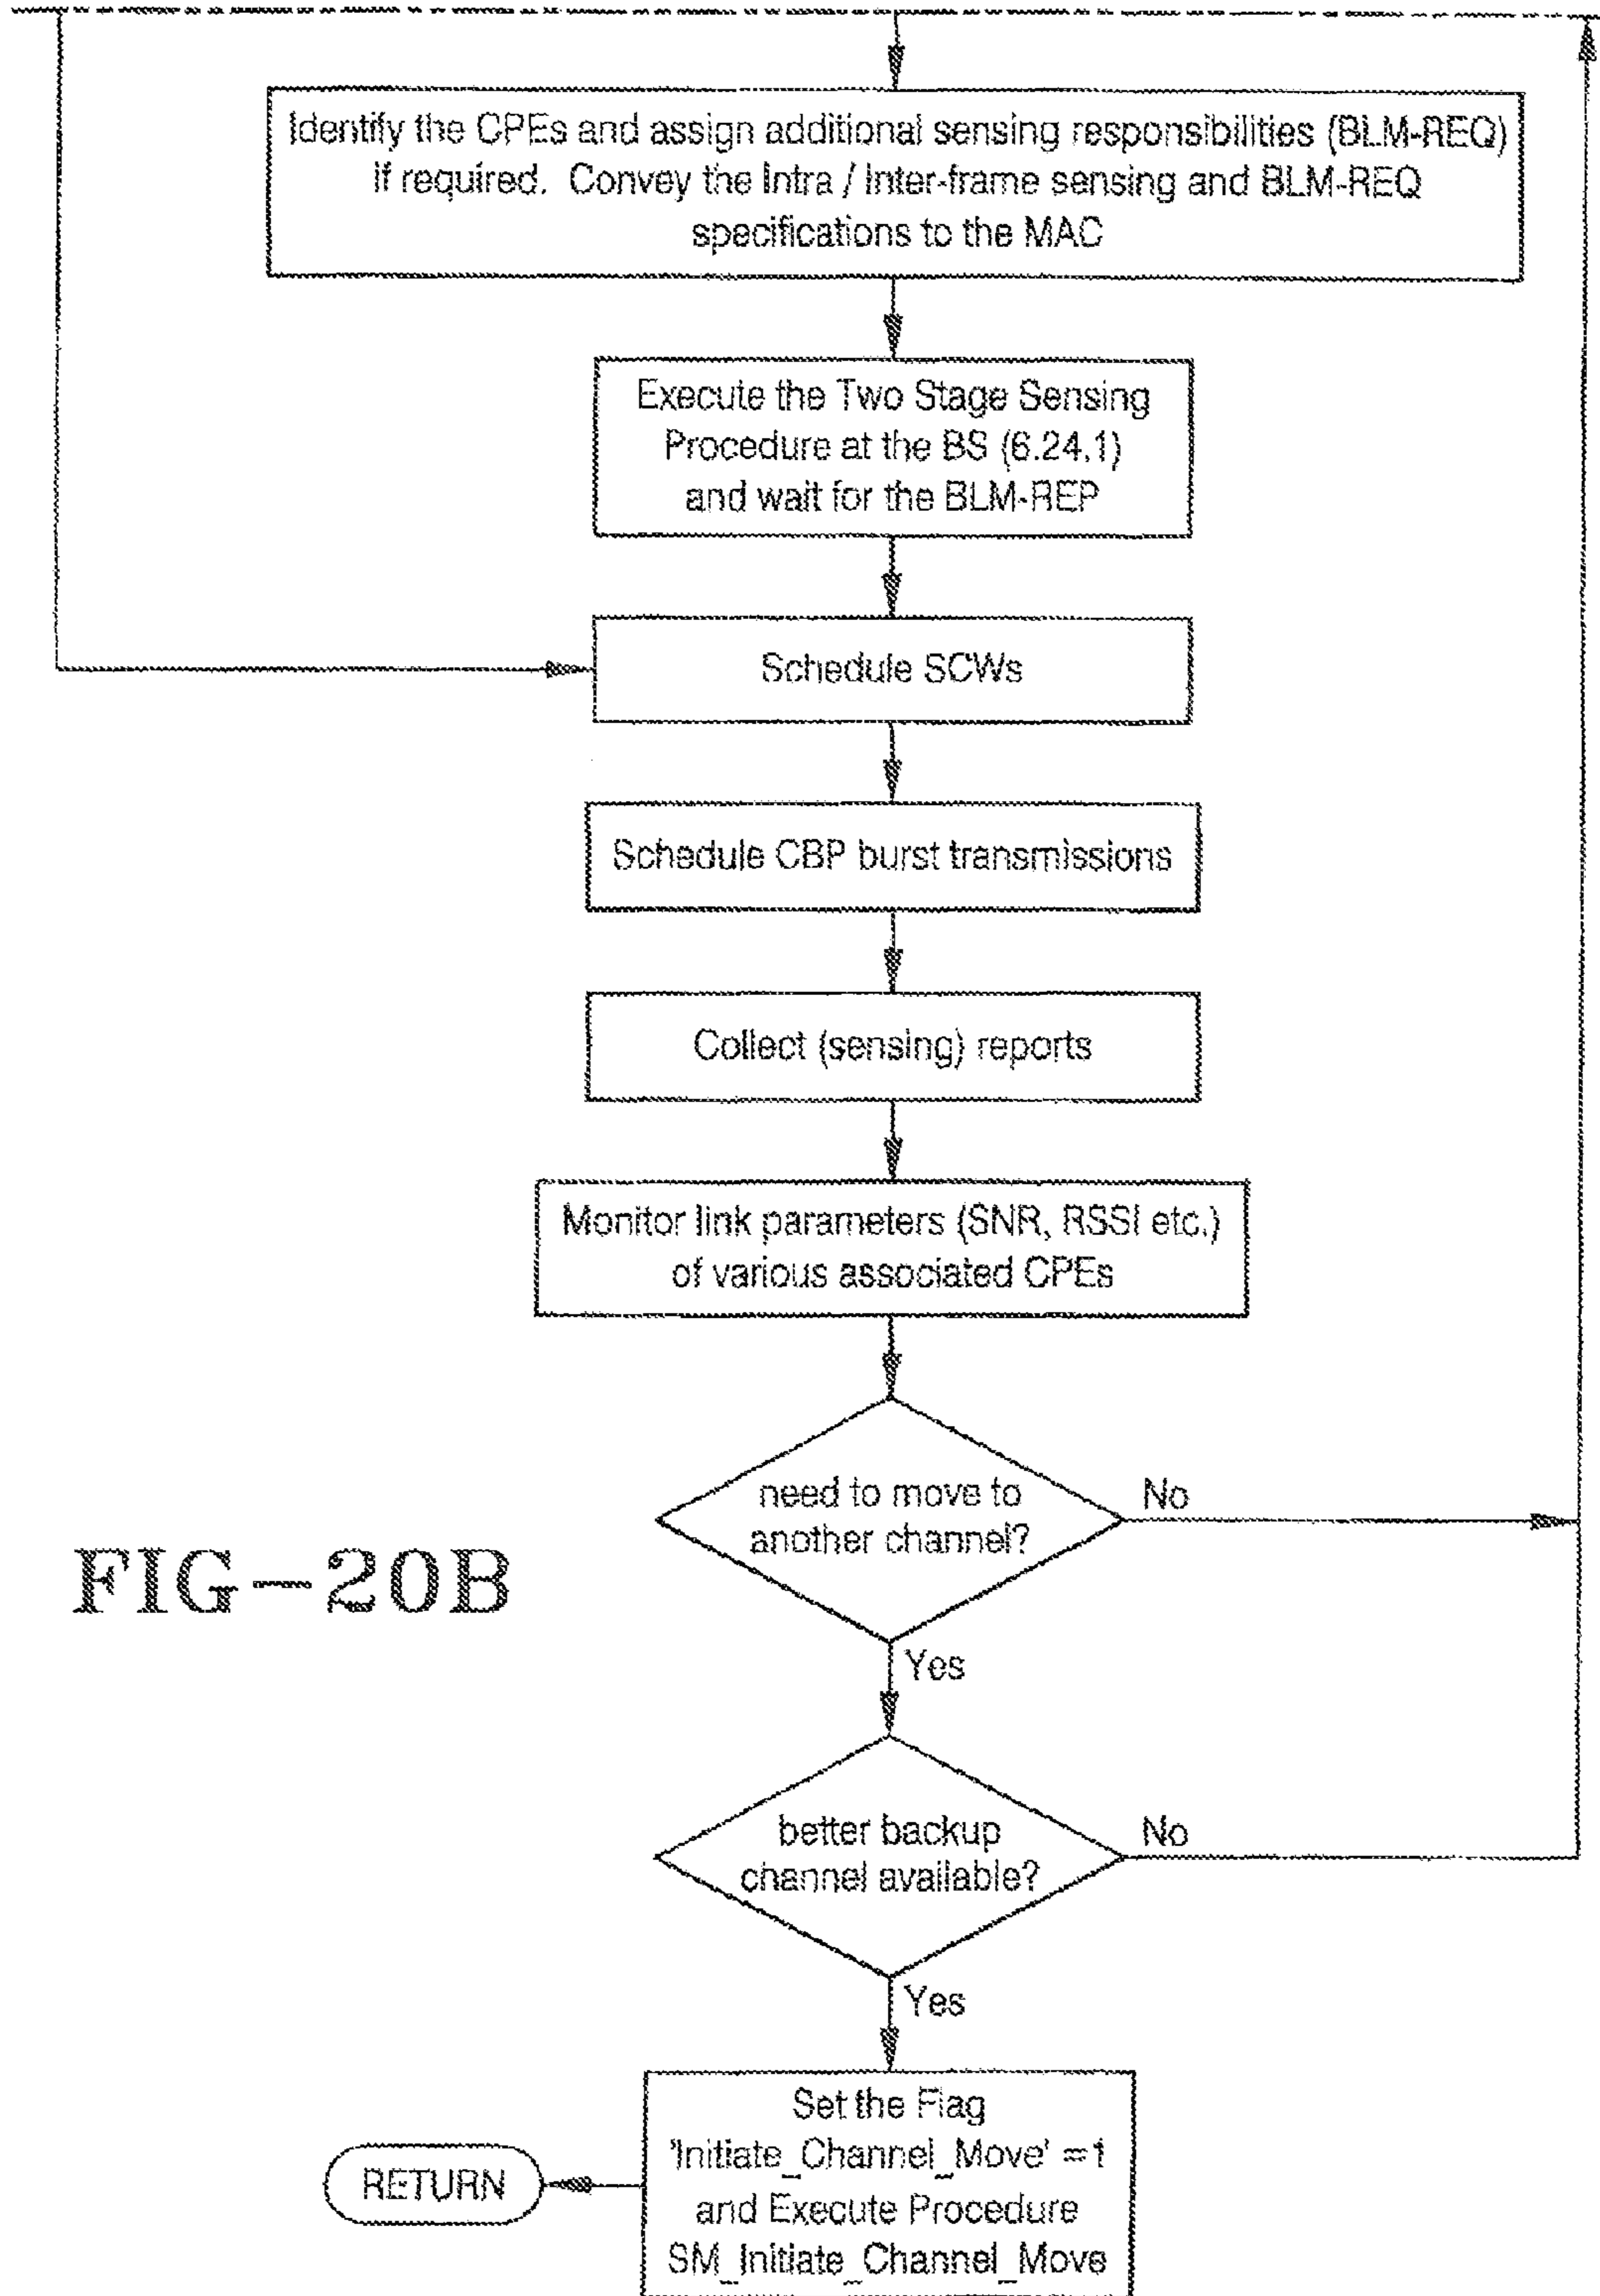 Identify the CPEs and assign additional sensing responsibilities (BLM-REQ)
if required. Convey the Intra / Inter-frame sensing and BLM-REQ
specifications to the MAC
Execute the Two Stage Sensing
Procedure at the BS (6.24.1)
and wait for the BLM-REP
Schedule SCWs
Schedule CBP burst transmissions
Collect (sensing) reports
Monitor link parameters (SNR, RSSI etc.)
of various associated CPEs
need to move to
another channel?
No
FIG-20B
Yes
better backup
channel available?
No
Yes
Set the Flag
'Initiate_Channel_Move' =1
and Execute Procedure
SM_Initiate_Channel_Move
RETURN